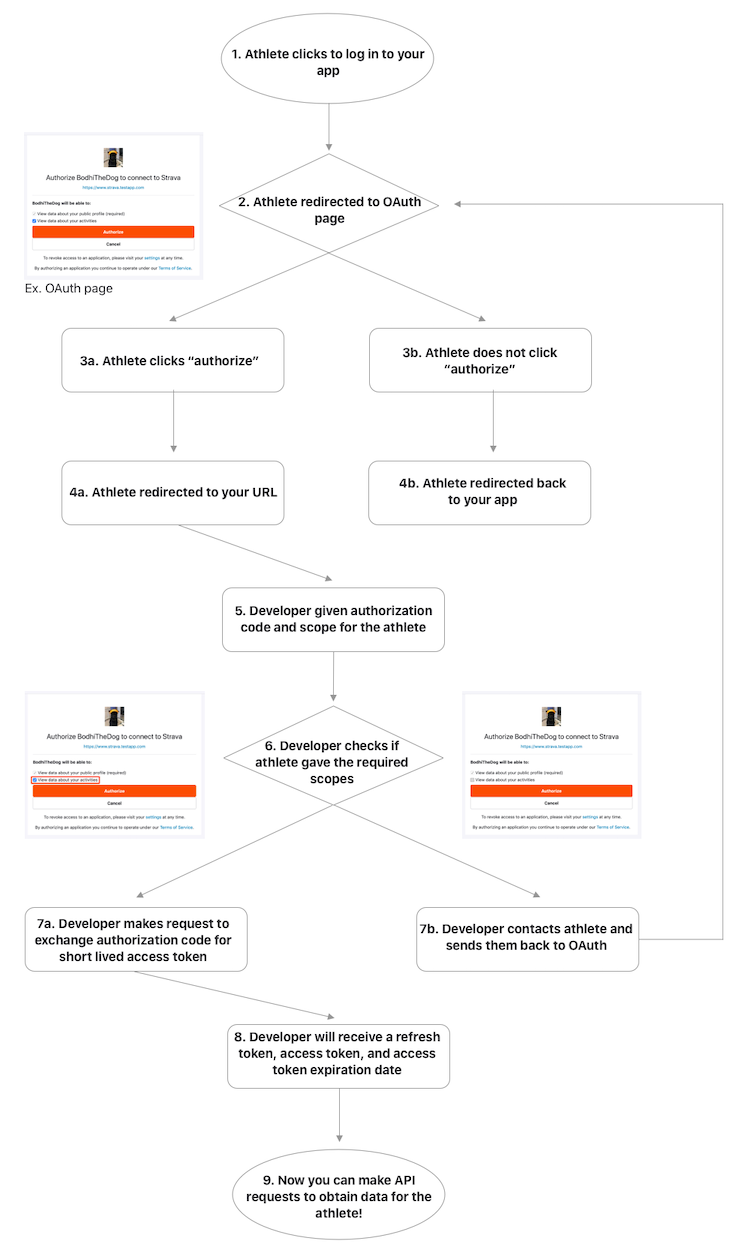 1. Athlete clicks to log in to your
app
Authorize BodhiTheDog to connect to Strava
https://www.strava.testapp.com
BodhiTheDog will be able to:
View data about your public profile (required)
View data about your activities
Authorize
Cancel
To revoke access to an application, please visit your settings at any time.
By authorizing an application you continue to operate under our Terms of Service.
Ex. OAuth page
2. Athlete redirected to OAuth
page
3a. Athlete clicks “authorize”
3b. Athlete does not click
“authorize”
4a. Athlete redirected to your URL
4b. Athlete redirected back
to your app
5. Developer given authorization
code and scope for the athlete
Authorize BodhiTheDog to connect to Strava
https://www.strava.testapp.com
BodhiTheDog will be able to:
View data about your public profile (required)
View data about your activities
Authorize
Cancel
To revoke access to an application, please visit your settings at any time.
By authorizing an application you continue to operate under our Terms of Service.
6. Developer checks if
athlete gave the required
scopes
Authorize BodhiTheDog to connect to Strava
https://www.strava.testapp.com
BodhiTheDog will be able to:
View data about your public profile (required)
View data about your activities
Authorize
Cancel
To revoke access to an application, please visit your settings at any time.
By authorizing an application you continue to operate under our Terms of Service.
7a. Developer makes request to
exchange authorization code for
short lived access token
7b. Developer contacts athlete and
sends them back to OAuth
8. Developer will receive a refresh
token, access token, and access
token expiration date
9. Now you can make API
requests to obtain data for the
athlete!